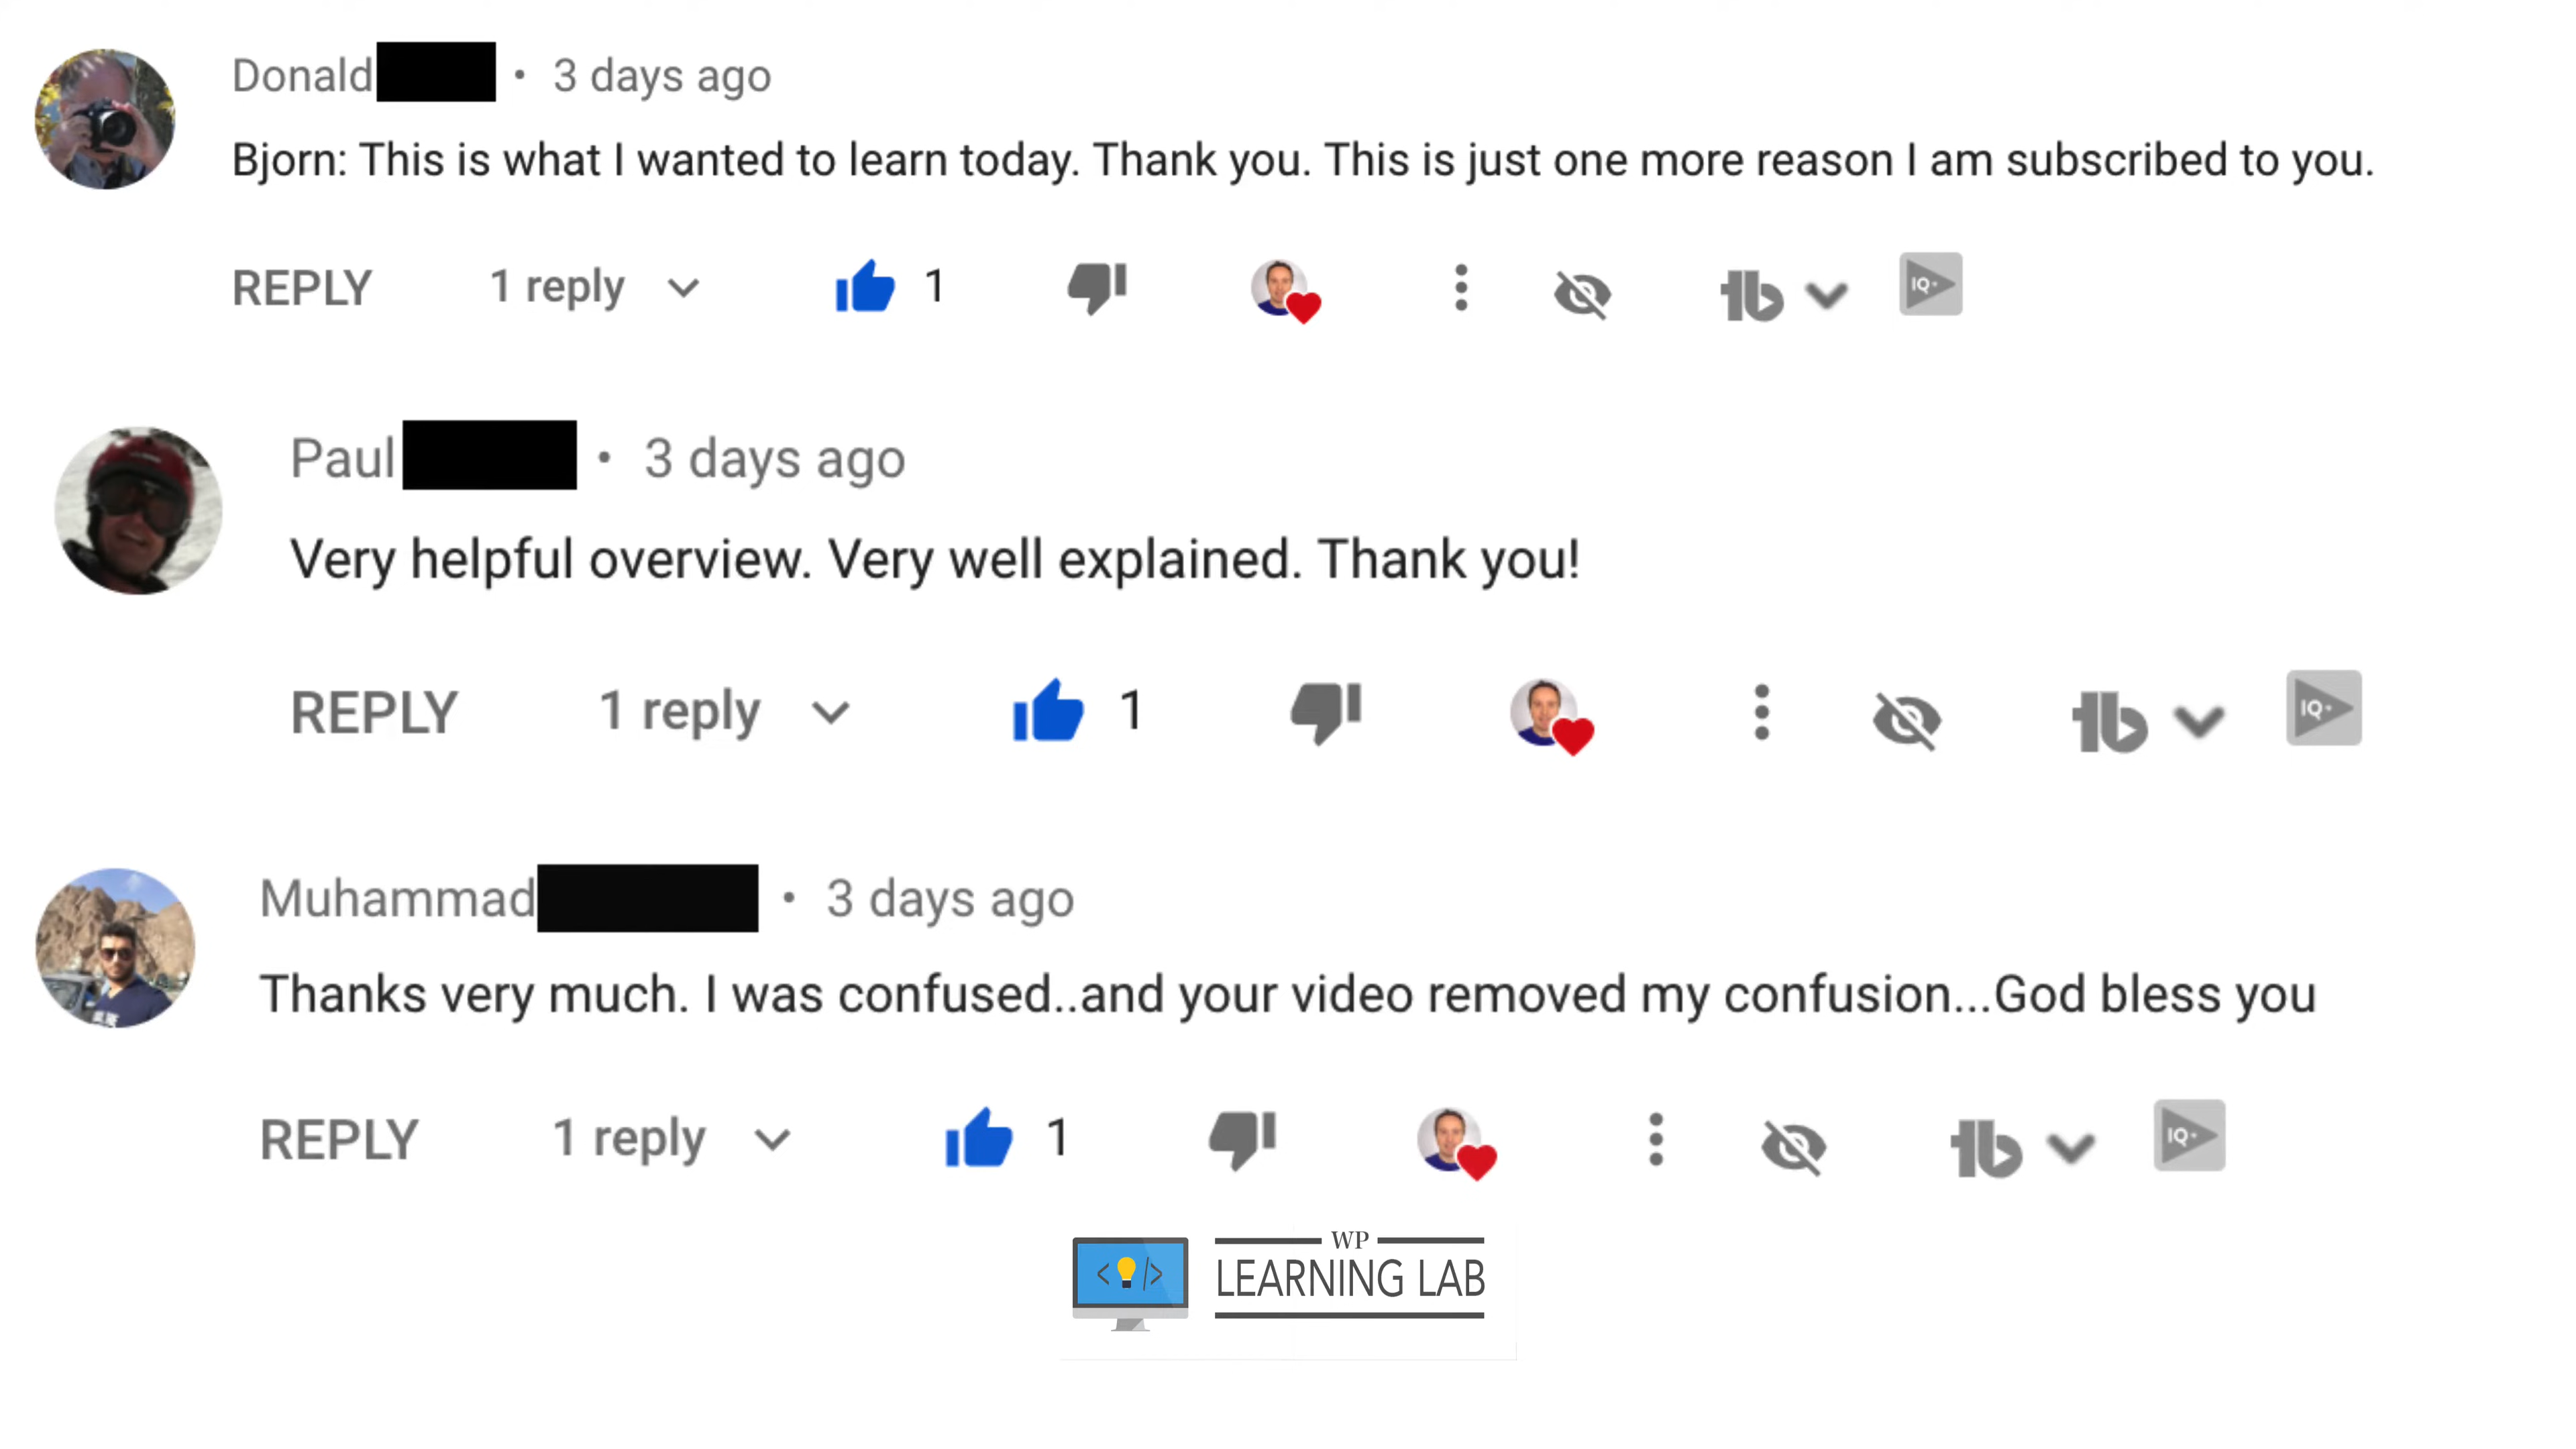 Donald • 3 days ago
Bjorn: This is what I wanted to learn today. Thank you. This is just one more reason I am subscribed to you.
REPLY 1 reply 1
IQ+
Paul • 3 days ago
Very helpful overview. Very well explained. Thank you!
REPLY 1 reply 1
IQ+
Muhammad • 3 days ago
Thanks very much. I was confused..and your video removed my confusion...God bless you
REPLY 1 reply 1
IQ+
WP
< /> LEARNING LAB